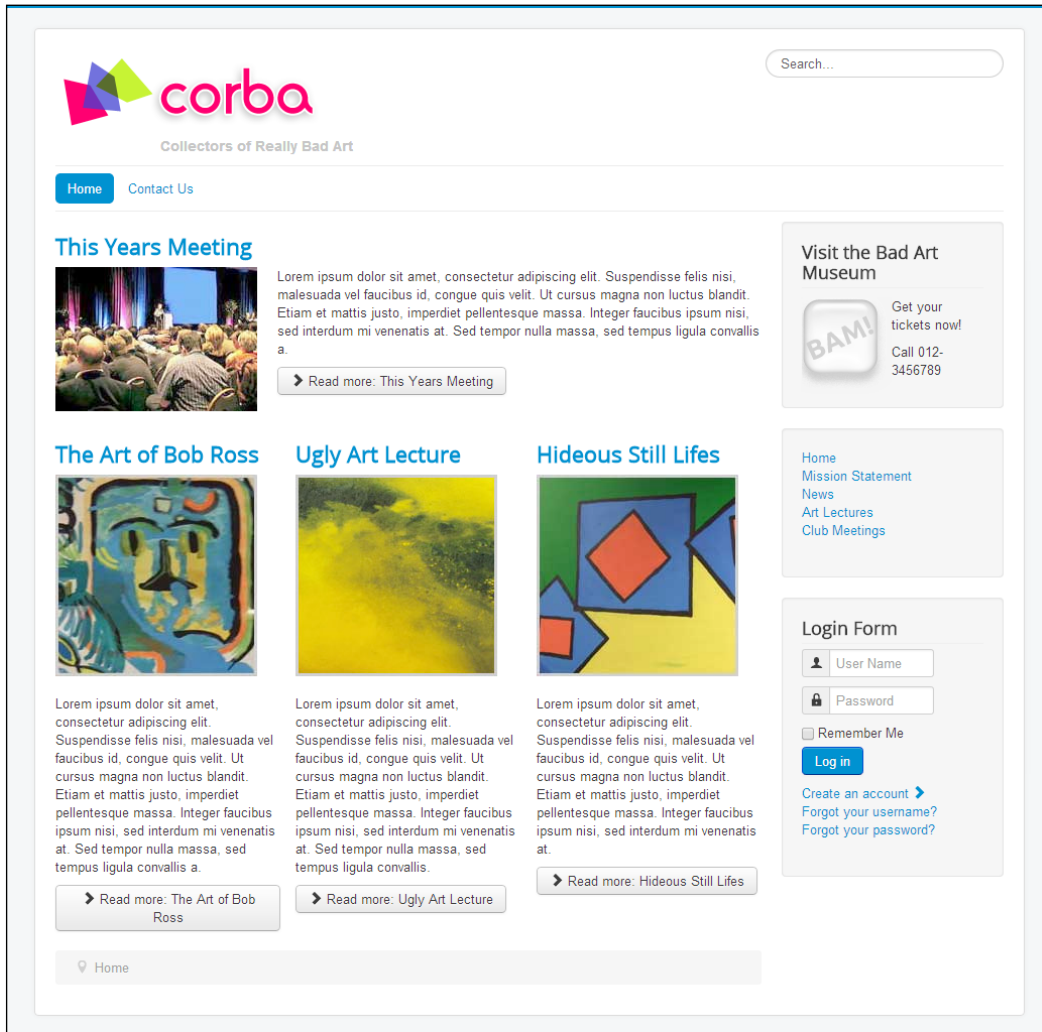 corba
Collectors of Really Bad Art
Search...
Home
Contact Us
This Years Meeting
Lorem ipsum dolor sit amet, consectetur adipiscing elit. Suspendisse felis nisi,
malesuada vel faucibus id, congue quis velit. Ut cursus magna non luctus blandit.
Etiam et mattis justo, imperdiet pellentesque massa. Integer faucibus ipsum nisi,
sed interdum mi venenatis at. Sed tempor nulla massa, sed tempus ligula convallis
a.
Read more: This Years Meeting
The Art of Bob Ross
Lorem ipsum dolor sit amet,
consectetur adipiscing elit.
Suspendisse felis nisi, malesuada vel
faucibus id, congue quis velit. Ut
cursus magna non luctus blandit.
Etiam et mattis justo, imperdiet
pellentesque massa. Integer faucibus
ipsum nisi, sed interdum mi venenatis
at. Sed tempor nulla massa, sed
tempus ligula convallis a.
Read more: The Art of Bob
Ross
Ugly Art Lecture
Lorem ipsum dolor sit amet,
consectetur adipiscing elit.
Suspendisse felis nisi, malesuada vel
faucibus id, congue quis velit. Ut
cursus magna non luctus blandit.
Etiam et mattis justo, imperdiet
pellentesque massa. Integer faucibus
ipsum nisi, sed interdum mi venenatis
at. Sed tempor nulla massa, sed
tempus ligula convallis.
Read more: Ugly Art Lecture
Hideous Still Lifes
Lorem ipsum dolor sit amet,
consectetur adipiscing elit.
Suspendisse felis nisi, malesuada vel
faucibus id, congue quis velit. Ut
cursus magna non luctus blandit.
Etiam et mattis justo, imperdiet
pellentesque massa. Integer faucibus
ipsum nisi, sed interdum mi venenatis
at.
Read more: Hideous Still Lifes
Home
Visit the Bad Art
Museum
BAM!
Get your
tickets now!
Call 012-
3456789
Home
Mission Statement
News
Art Lectures
Club Meetings
Login Form
User Name
Password
Remember Me
Log in
Create an account
Forgot your username?
Forgot your password?